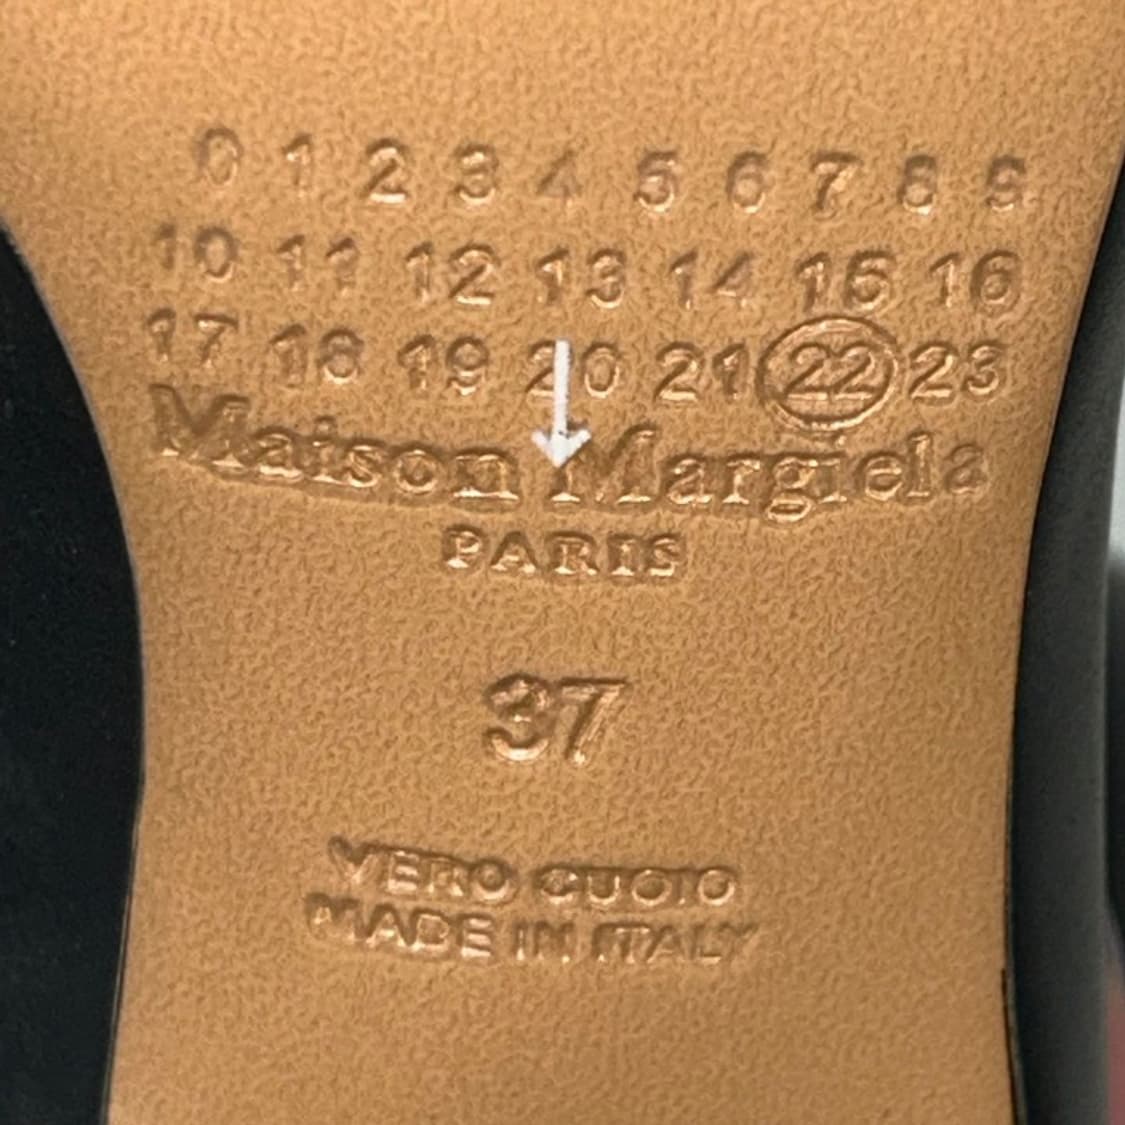 0 1 2 3 4 5 6 7 8 9
10 11 12 13 14 15 16
17 18 19 20 21 22 23
Maison Margiela
PARIS
37
VERO CUOIO
MADE IN ITALY